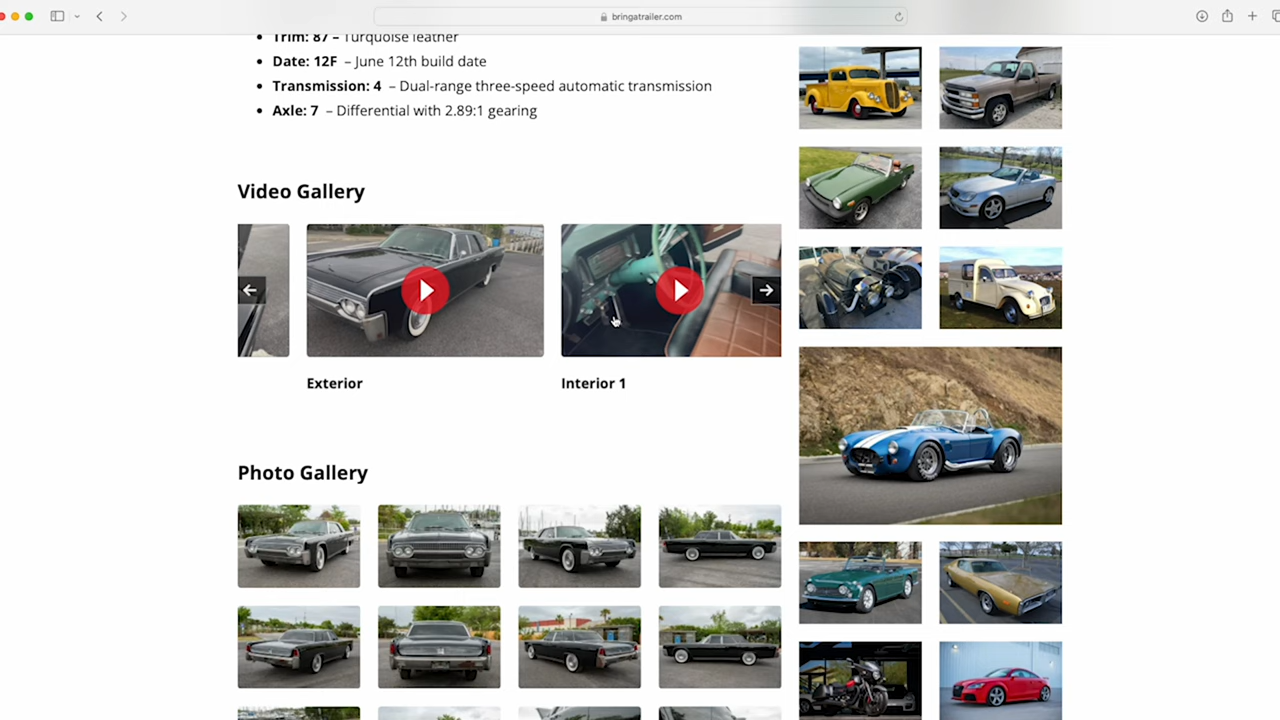 bringatrailer.com
Trim: 87 – Turquoise leather
Date: 12F – June 12th build date
Transmission: 4 – Dual-range three-speed automatic transmission
Axle: 7 – Differential with 2.89:1 gearing
Video Gallery
Exterior
Interior 1
Photo Gallery